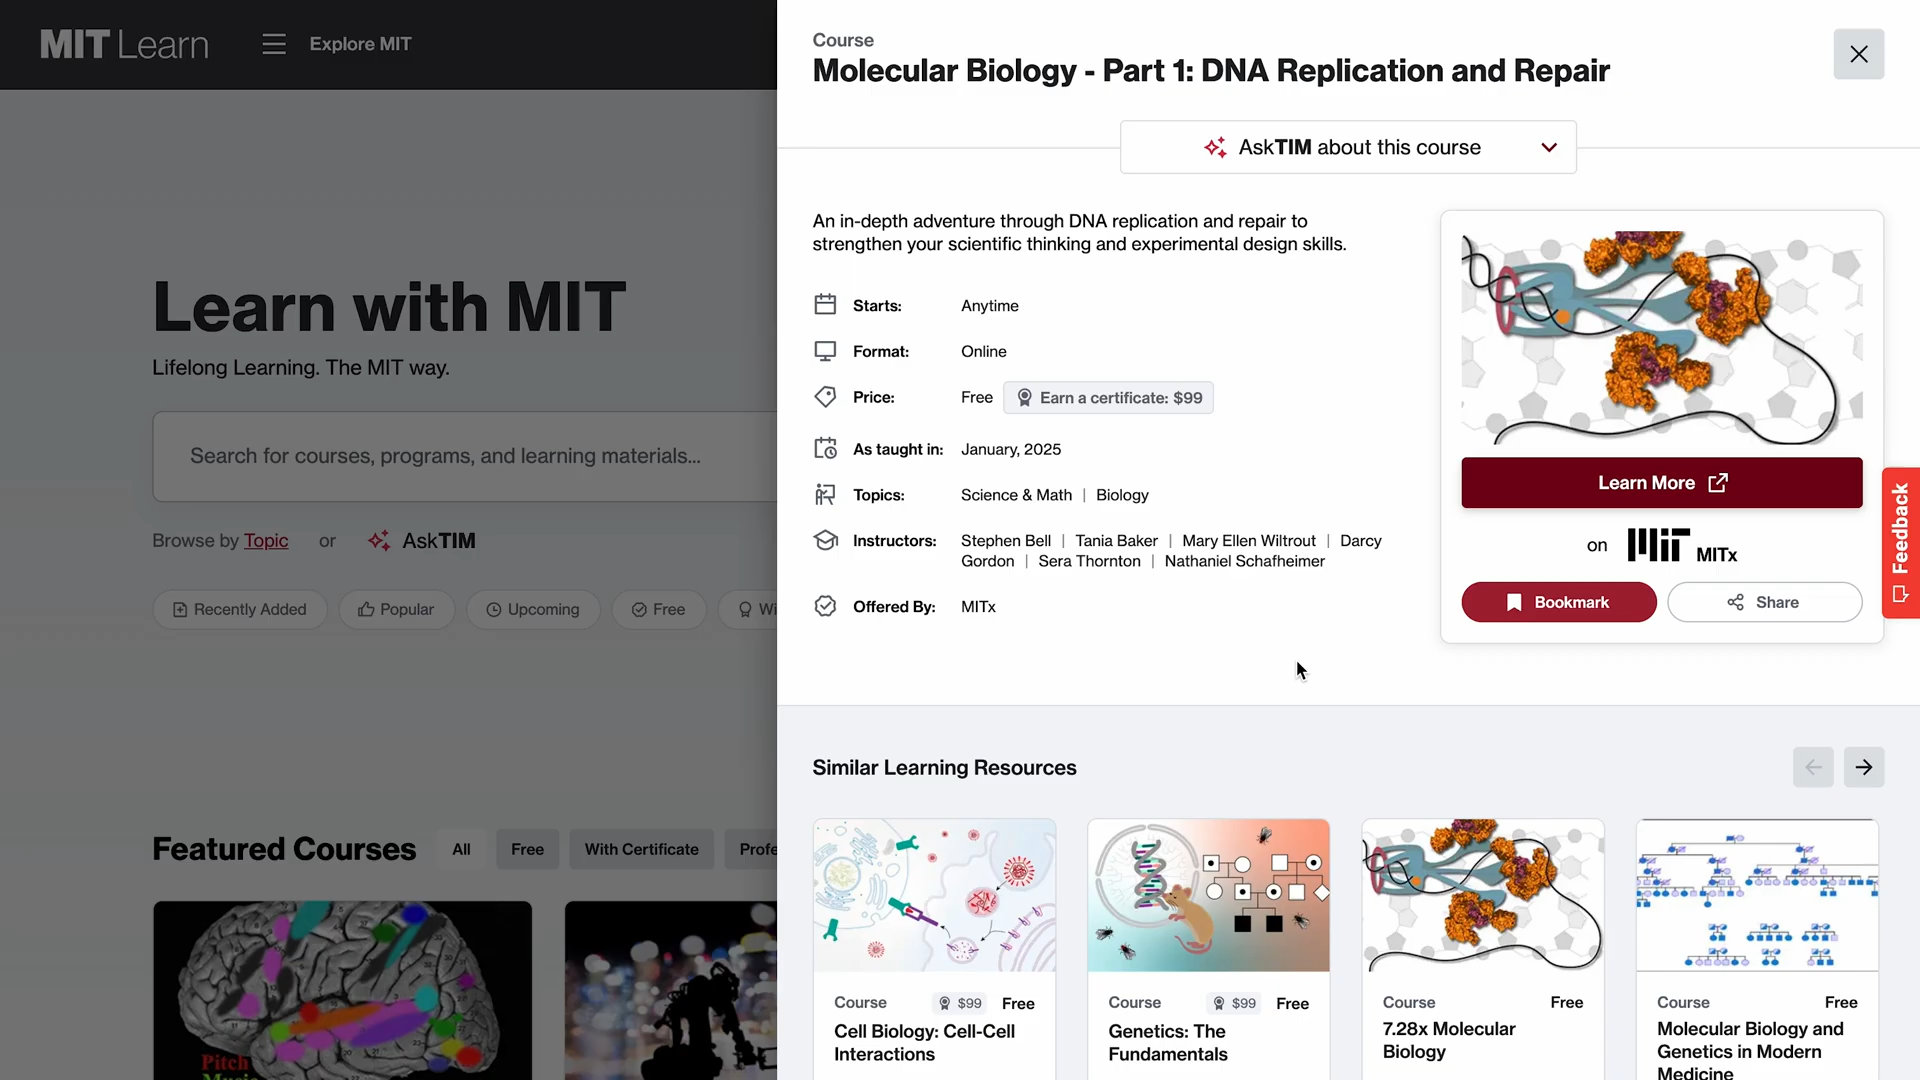 MIT Learn
Explore MIT
Learn with MIT
Lifelong Learning. The MIT way.
Search for courses, programs, and learning materials...
Browse by Topic or AskTIM
Recently Added
Popular
Upcoming
Free
Featured Courses
All
Free
With Certificate
Pitch
Course
Molecular Biology - Part 1: DNA Replication and Repair
AskTIM about this course
An in-depth adventure through DNA replication and repair to
strengthen your scientific thinking and experimental design skills.
Starts: Anytime
Format: Online
Price: Free Earn a certificate: $99
As taught in: January, 2025
Topics: Science & Math | Biology
Instructors: Stephen Bell | Tania Baker | Mary Ellen Wiltrout | Darcy
Gordon | Sera Thornton | Nathaniel Schafheimer
Offered By: MITx
Learn More
on MIT MITx
Bookmark
Share
Feedback
Similar Learning Resources
Course $99 Free
Cell Biology: Cell-Cell
Interactions
Course $99 Free
Genetics: The
Fundamentals
Course Free
7.28x Molecular
Biology
Course Free
Molecular Biology and
Genetics in Modern
Medicine